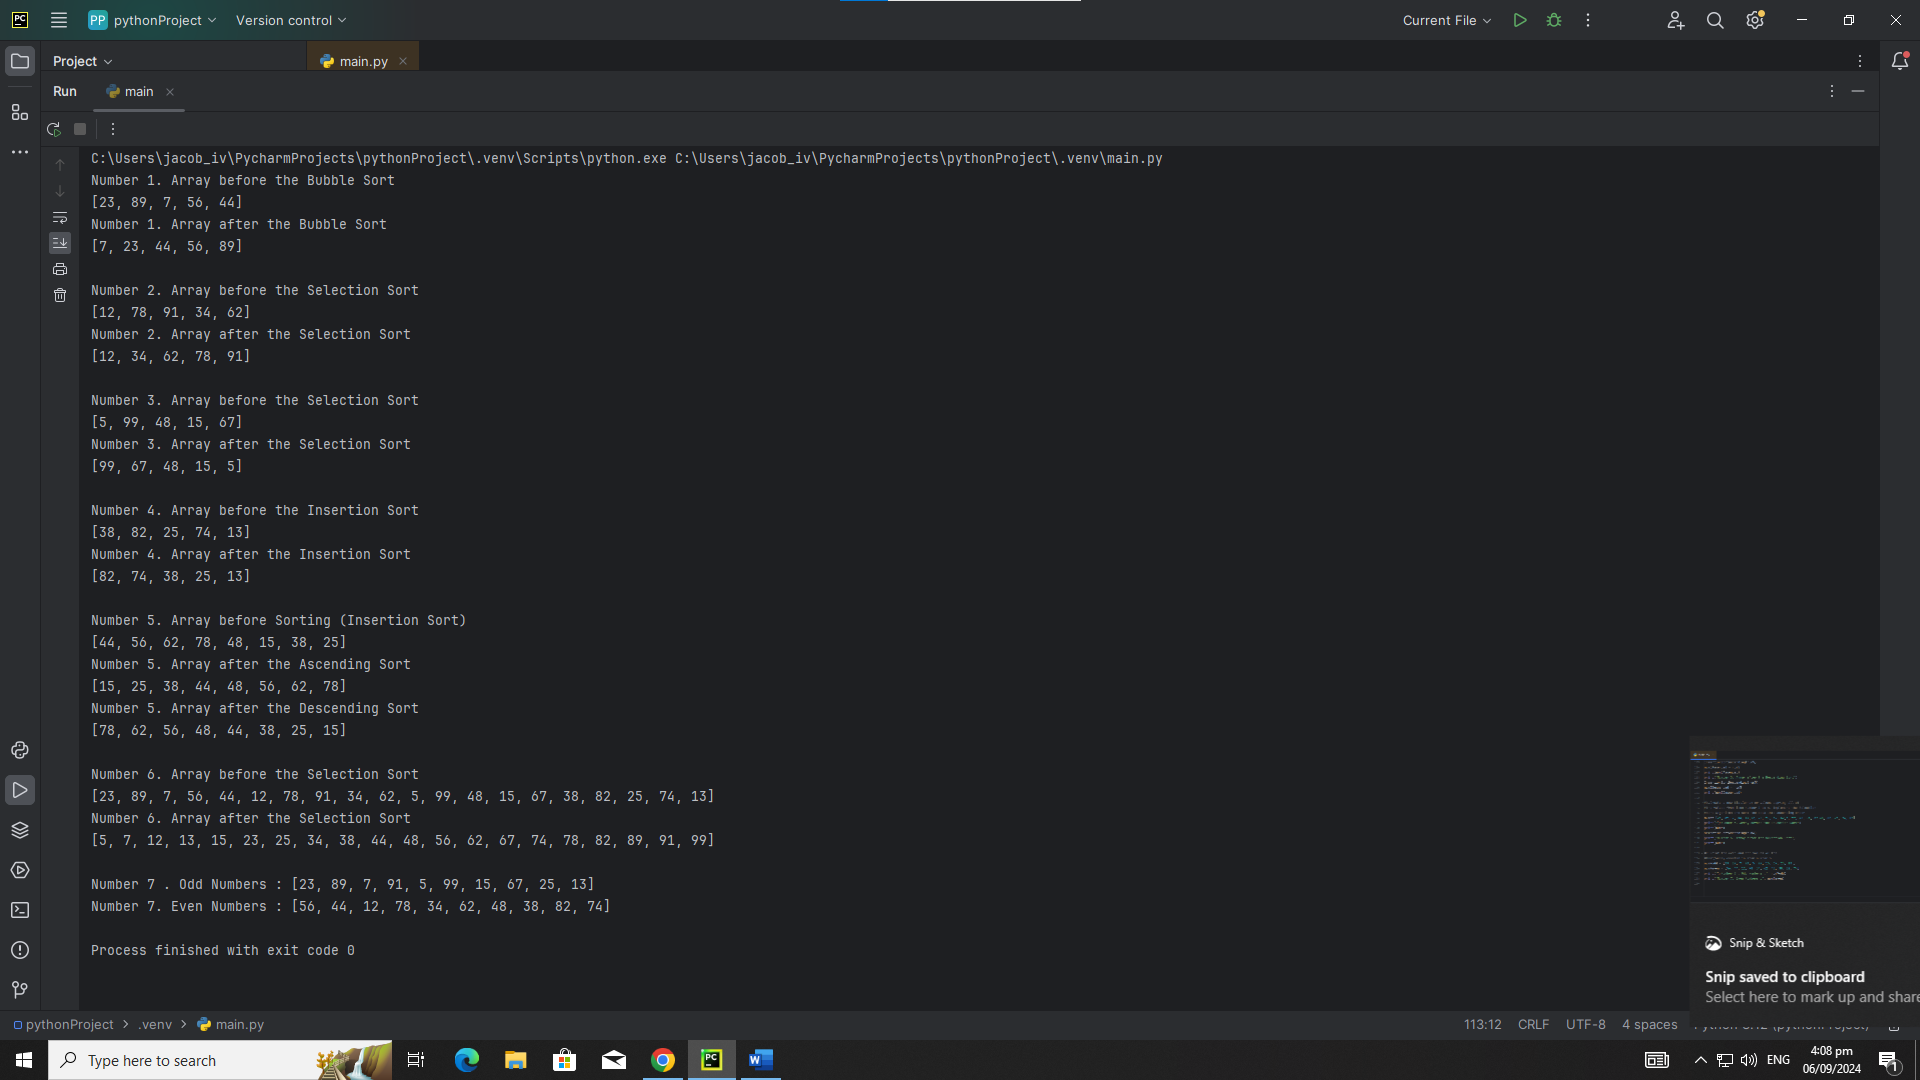 PC
PP pythonProject
Version control
Current File
Project
main.py
Run
main
C:\Users\jacob_iv\PycharmProjects\pythonProject\.venv\Scripts\python.exe C:\Users\jacob_iv\PycharmProjects\pythonProject\.venv\main.py
Number 1. Array before the Bubble Sort
[23, 89, 7, 56, 44]
Number 1. Array after the Bubble Sort
[7, 23, 44, 56, 89]
Number 2. Array before the Selection Sort
[12, 78, 91, 34, 62]
Number 2. Array after the Selection Sort
[12, 34, 62, 78, 91]
Number 3. Array before the Selection Sort
[5, 99, 48, 15, 67]
Number 3. Array after the Selection Sort
[99, 67, 48, 15, 5]
Number 4. Array before the Insertion Sort
[38, 82, 25, 74, 13]
Number 4. Array after the Insertion Sort
[82, 74, 38, 25, 13]
Number 5. Array before Sorting (Insertion Sort)
[44, 56, 62, 78, 48, 15, 38, 25]
Number 5. Array after the Ascending Sort
[15, 25, 38, 44, 48, 56, 62, 78]
Number 5. Array after the Descending Sort
[78, 62, 56, 48, 44, 38, 25, 15]
Number 6. Array before the Selection Sort
[23, 89, 7, 56, 44, 12, 78, 91, 34, 62, 5, 99, 48, 15, 67, 38, 82, 25, 74, 13]
Number 6. Array after the Selection Sort
[5, 7, 12, 13, 15, 23, 25, 34, 38, 44, 48, 56, 62, 67, 74, 78, 82, 89, 91, 99]
Number 7 . Odd Numbers : [23, 89, 7, 91, 5, 99, 15, 67, 25, 13]
Number 7. Even Numbers : [56, 44, 12, 78, 34, 62, 48, 38, 82, 74]
Process finished with exit code 0
Snip & Sketch
Snip saved to clipboard
Select here to mark up and share
pythonProject > .venv > main.py
113:12 CRLF UTF-8 4 spaces
Type here to search
PC
W
ENG
4:08 pm
06/09/2024
1